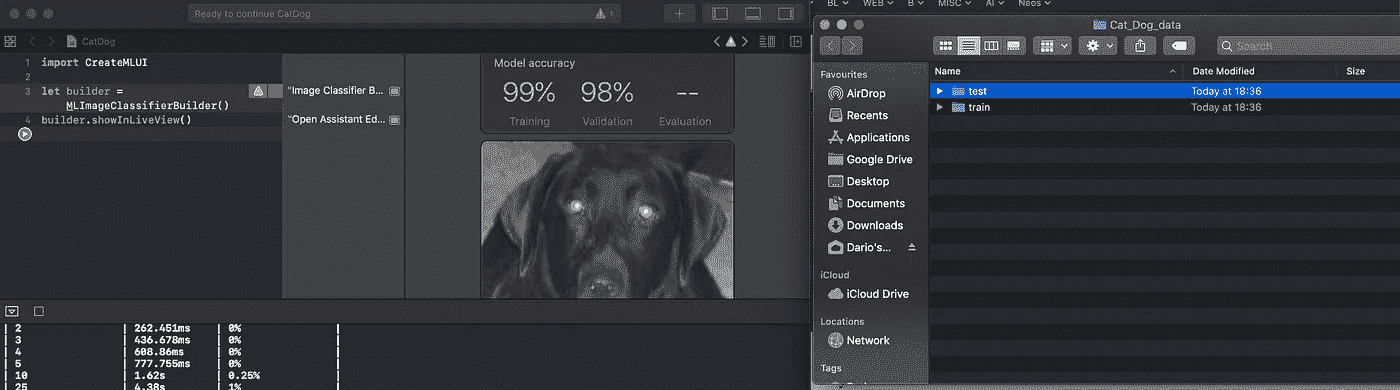 Ready to continue CatDog
1
CatDog
1 import CreateMLUI
2
3 let builder =
MLImageClassifierBuilder()
4 builder.showInLiveView()
"Image Classifier B...
"Open Assistant Ed...
Model accuracy
99% 98% --
Training Validation Evaluation
| 2 | 262.451ms | 0% |
| 3 | 436.678ms | 0% |
| 4 | 608.86ms | 0% |
| 5 | 777.755ms | 0% |
| 10 | 1.62s | 0.25% |
| 25 | 4.38s | 1% |
BL WEB B MISC AI Neos
Cat_Dog_data
Search
Favourites
AirDrop
Recents
Applications
Google Drive
Desktop
Documents
Downloads
Dario's...
iCloud
iCloud Drive
Locations
Network
Tags
Name Date Modified Size
test Today at 18:36
train Today at 18:36